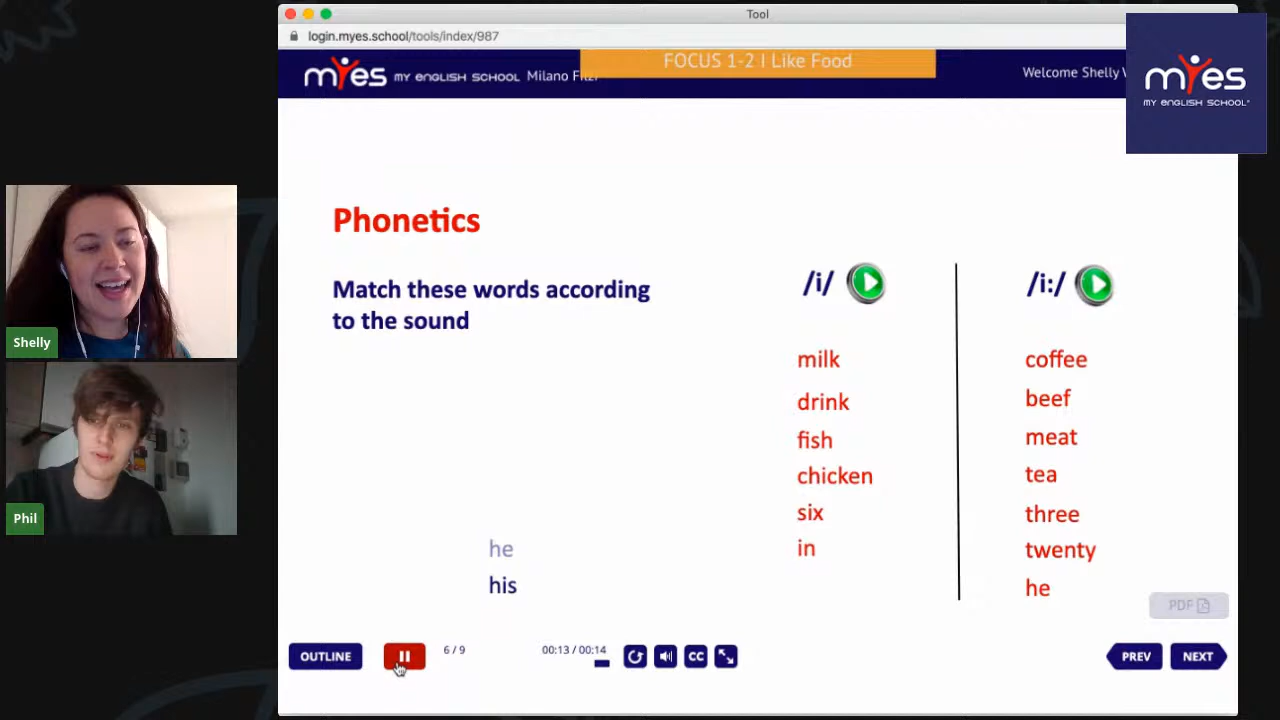 Tool
login.myes.school/tools/index/987
FOCUS 1-2 I Like Food
myes MY ENGLISH SCHOOL Milano
Welcome Shelly
myes
MY ENGLISH SCHOOL
Phonetics
Match these words according
to the sound
/i/
/i:/
milk
drink
fish
chicken
six
in
coffee
beef
meat
tea
three
twenty
he
he
his
Shelly
Phil
PDF
OUTLINE
6 / 9
00:13 / 00:14
CC
PREV
NEXT